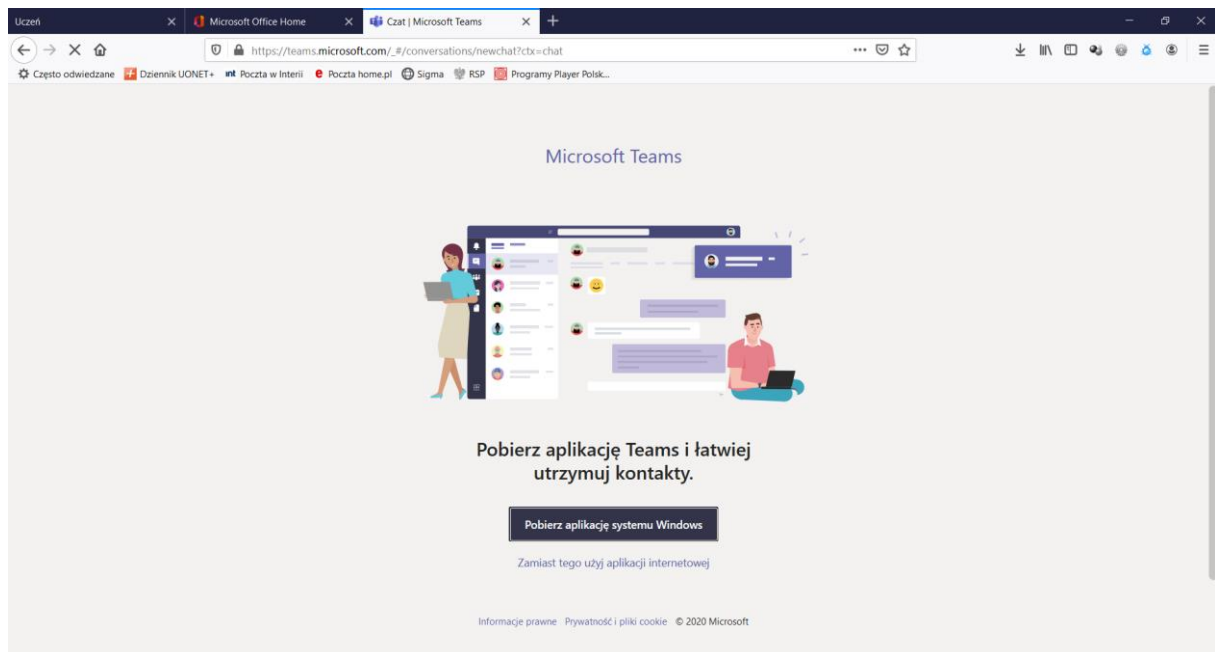 Uczeń
Microsoft Office Home
Czat | Microsoft Teams
https://teams.microsoft.com/_#/conversations/newchat?ctx=chat
Często odwiedzane Dziennik UONET+ int Poczta w Interii Poczta home.pl Sigma RSP Programy Player Polsk...
Microsoft Teams
Pobierz aplikację Teams i łatwiej
utrzymuj kontakty.
Pobierz aplikację systemu Windows
Zamiast tego użyj aplikacji internetowej
Informacje prawne Prywatność i pliki cookie © 2020 Microsoft